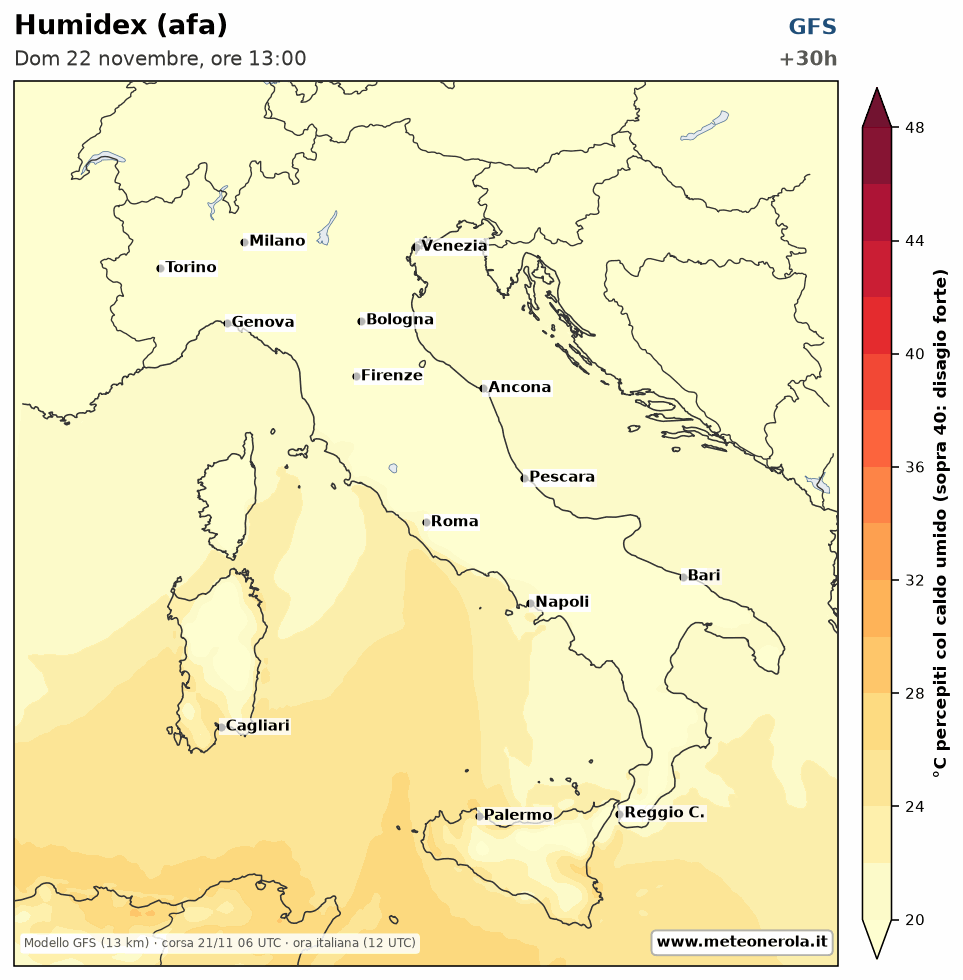 Humidex (afa)
GFS
Dom 22 novembre, ore 13:00
+30h
Milano
Venezia
Torino
Genova
Bologna
Firenze
Ancona
Pescara
Roma
Bari
Napoli
Cagliari
Palermo
Reggio C.
48
44
40
36
32
28
24
20
°C percepiti col caldo umido (sopra 40: disagio forte)
Modello GFS (13 km) · corsa 21/11 06 UTC · ora italiana (12 UTC)
www.meteonerola.it